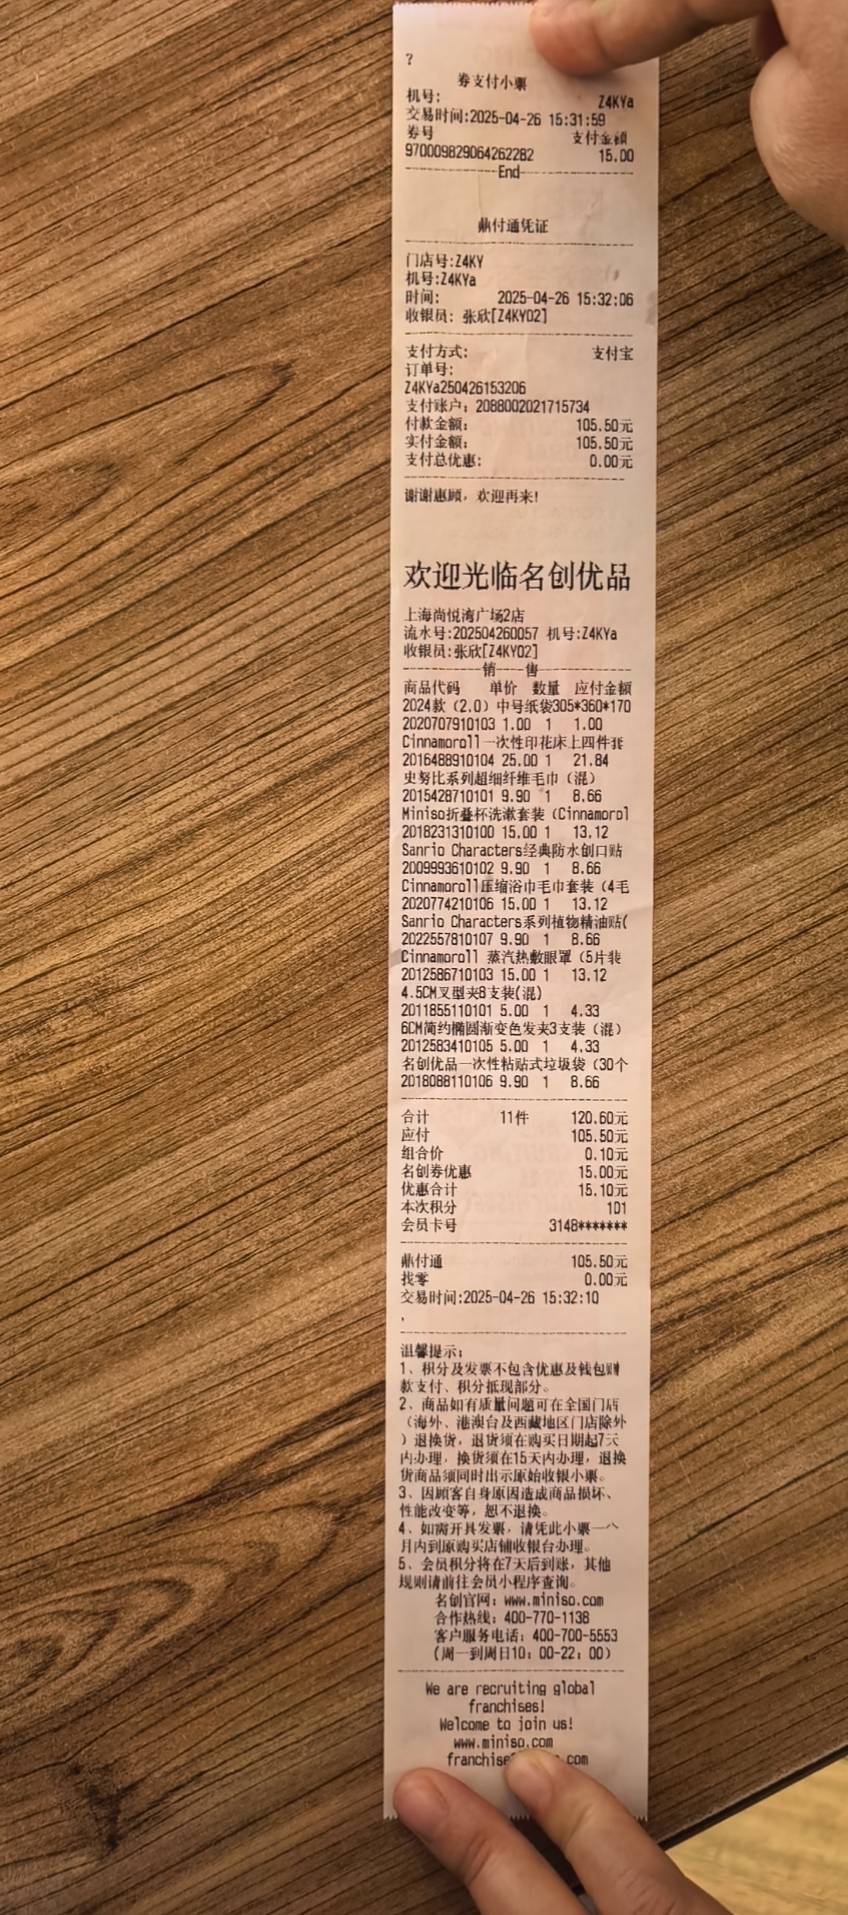 ?
券支付小票
机号: Z4KYa
交易时间:2025-04-26 15:31:59
券号 支付金额
970009829064262282 15.00
End
鼎付通凭证
门店号:Z4KY
机号:Z4KYa
时间: 2025-04-26 15:32:06
收银员: 张欣[Z4KY02]
支付方式: 支付宝
订单号:
Z4KYa250426153206
支付账户: 2088002021715734
付款金额: 105.50元
实付金额: 105.50元
支付总优惠: 0.00元
谢谢惠顾，欢迎再来!
欢迎光临名创优品
上海尚悦湾广场2店
流水号:202504260057 机号:Z4KYa
收银员:张欣[Z4KY02]
销——售
商品代码 单价 数量 应付金额
2024款（2.0）中号纸袋305*360*170
2020707910103 1.00 1 1.00
Cinnamoroll一次性印花床上四件套
2016488910104 25.00 1 21.84
史努比系列超细纤维毛巾（混）
2015428710101 9.90 1 8.66
Miniso折叠杯洗漱套装（Cinnamorol
2018231310100 15.00 1 13.12
Sanrio Characters经典防水创口贴
2009993610102 9.90 1 8.66
Cinnamoroll压缩浴巾毛巾套装（4毛
2020774210106 15.00 1 13.12
Sanrio Characters系列植物精油贴(
2022557810107 9.90 1 8.66
Cinnamoroll 蒸汽热敷眼罩（5片装
2012586710103 15.00 1 13.12
4.5CM叉型夹8支装(混)
2011855110101 5.00 1 4.33
6CM简约椭圆渐变色发夹3支装（混）
2012583410105 5.00 1 4.33
名创优品一次性粘贴式垃圾袋（30个
2018088110106 9.90 1 8.66
合计 11件 120.60元
应付 105.50元
组合价 0.10元
名创券优惠 15.00元
优惠合计 15.10元
本次积分 101
会员卡号 3148*******
鼎付通 105.50元
找零 0.00元
交易时间:2025-04-26 15:32:10
温馨提示:
1、积分及发票不包含优惠及钱包赠
款支付、积分抵现部分。
2、商品如有质量问题可在全国门店
（海外、港澳台及西藏地区门店除外
）退换货，退货须在购买日期起7天
内办理，换货须在15天内办理，退换
货商品须同时出示原始收银小票。
3、因顾客自身原因造成商品损坏、
性能改变等，恕不退换。
4、如需开具发票，请凭此小票一个
月内到原购买店铺收银台办理。
5、会员积分将在7天后到账，其他
规则请前往会员小程序查询。
名创官网: www.miniso.com
合作热线: 400-770-1138
客户服务电话: 400-700-5553
(周一到周日10: 00-22: 00)
We are recruiting global
franchises!
Welcome to join us!
www.miniso.com
franchise com